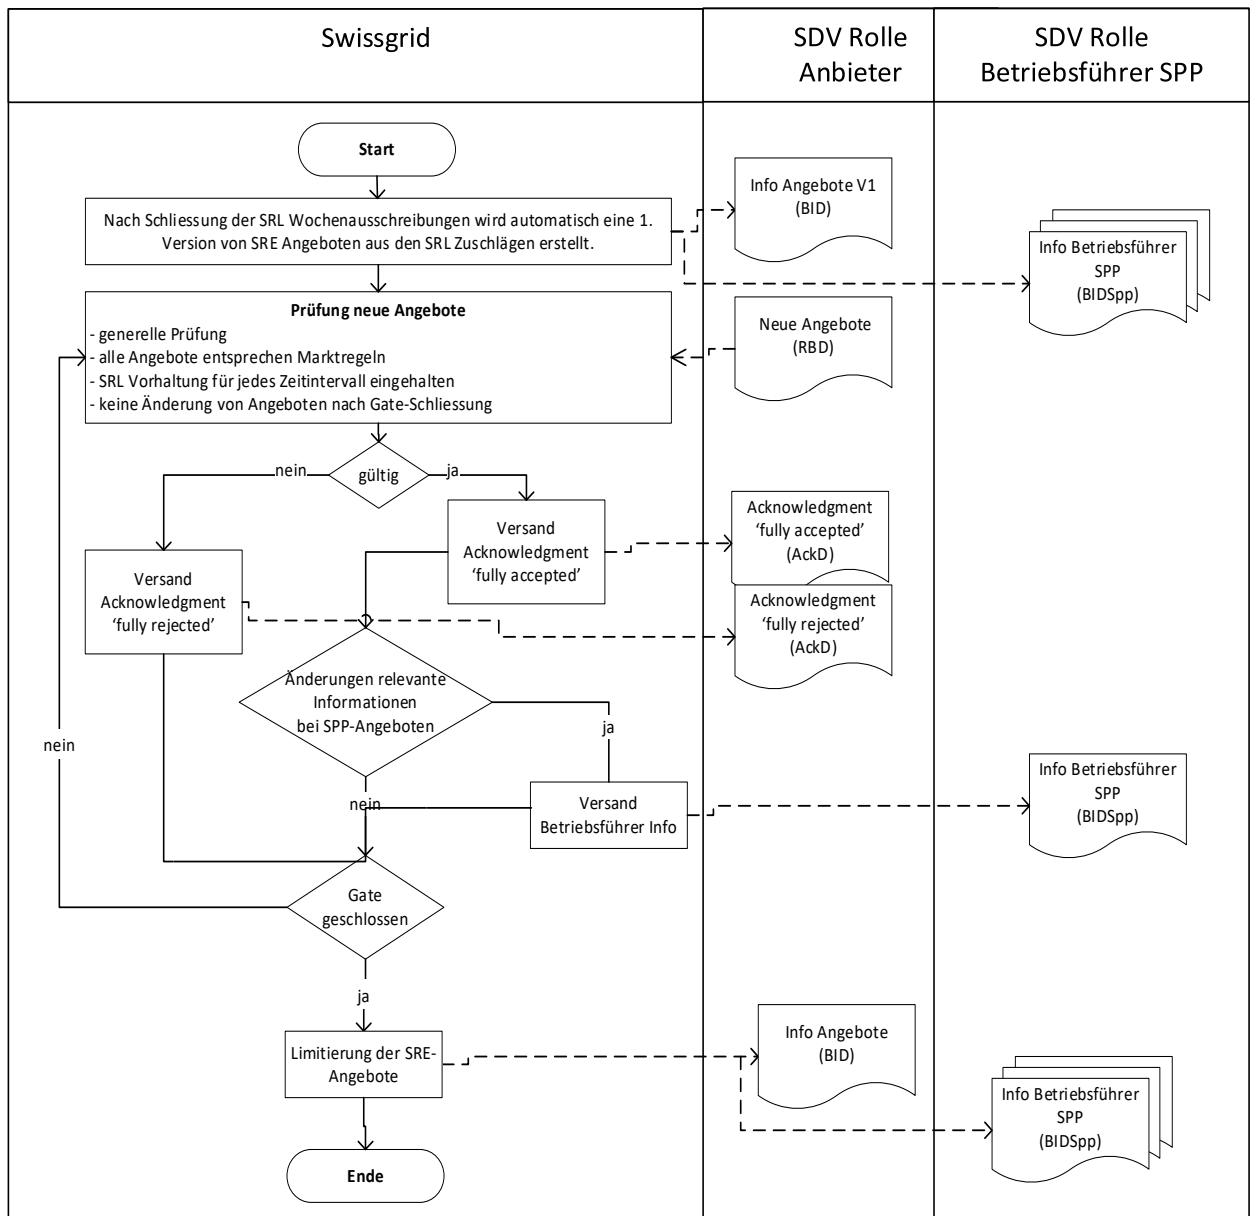 Swissgrid
SDV Rolle
Anbieter
SDV Rolle
Betriebsführer SPP
Start
Nach Schliessung der SRL Wochenausschreibungen wird automatisch eine 1.
Version von SRE Angeboten aus den SRL Zuschlägen erstellt.
Info Angebote V1
(BID)
Info Betriebsführer
SPP
(BIDSpp)
Prüfung neue Angebote
- generelle Prüfung
- alle Angebote entsprechen Marktregeln
- SRL Vorhaltung für jedes Zeitintervall eingehalten
- keine Änderung von Angeboten nach Gate-Schliessung
Neue Angebote
(RBD)
nein
gültig
ja
Versand
Acknowledgment
‘fully accepted’
Acknowledgment
‘fully accepted’
(AckD)
Versand
Acknowledgment
‘fully rejected’
Acknowledgment
‘fully rejected’
(AckD)
Änderungen relevante
Informationen
bei SPP-Angeboten
ja
nein
nein
Versand
Betriebsführer Info
Info Betriebsführer
SPP
(BIDSpp)
Gate
geschlossen
ja
Limitierung der SRE-
Angebote
Info Angebote
(BID)
Info Betriebsführer
SPP
(BIDSpp)
Ende